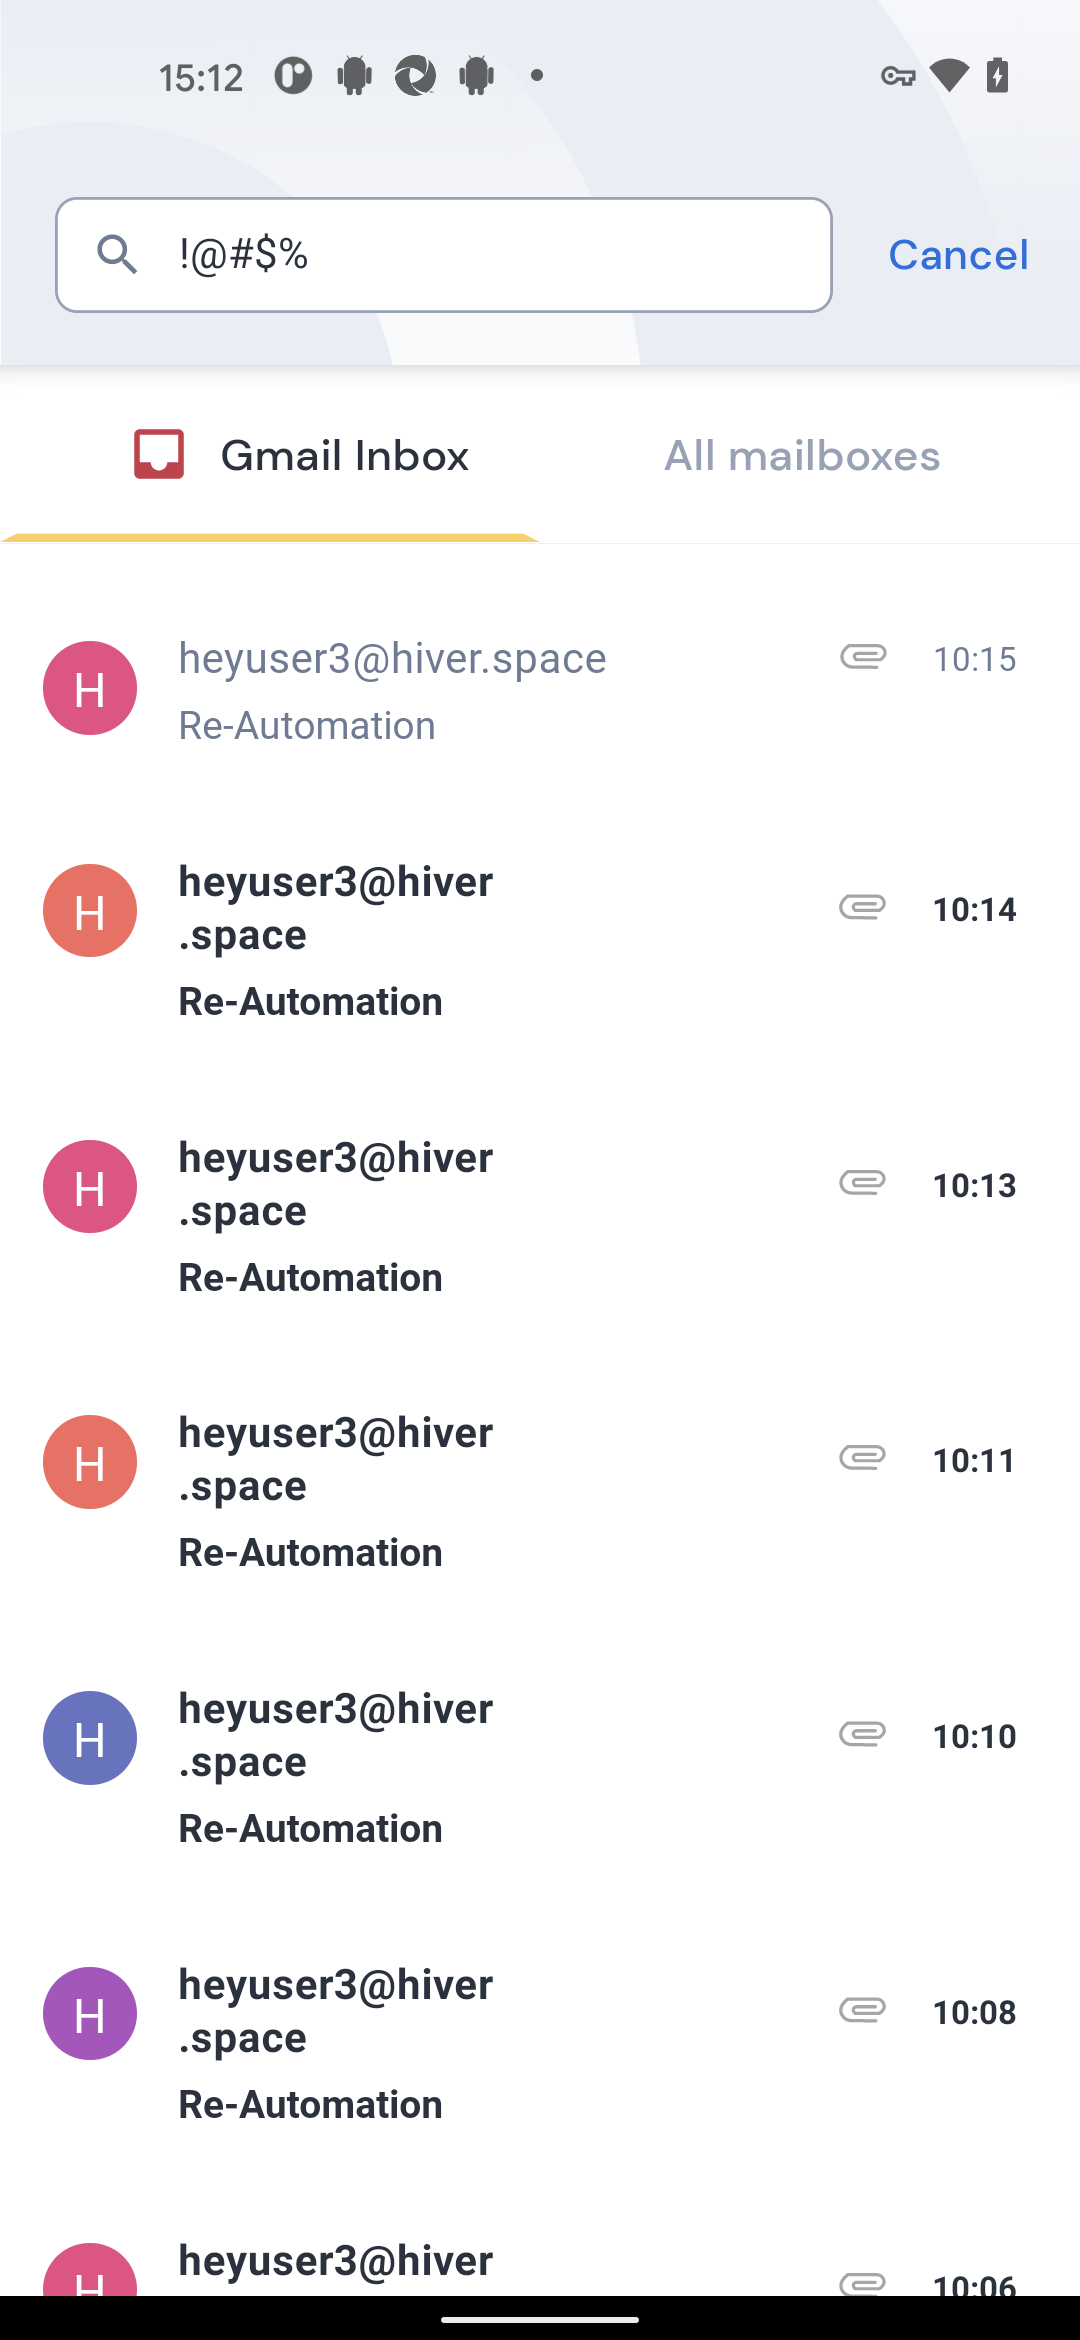 15:12
!@#$%
Cancel
Gmail Inbox
All mailboxes
H
heyuser3@hiver.space
10:15
Re-Automation
H
heyuser3@hiver
.space
10:14
Re-Automation
H
heyuser3@hiver
.space
10:13
Re-Automation
H
heyuser3@hiver
.space
10:11
Re-Automation
H
heyuser3@hiver
.space
10:10
Re-Automation
H
heyuser3@hiver
.space
10:08
Re-Automation
H
heyuser3@hiver
10:06